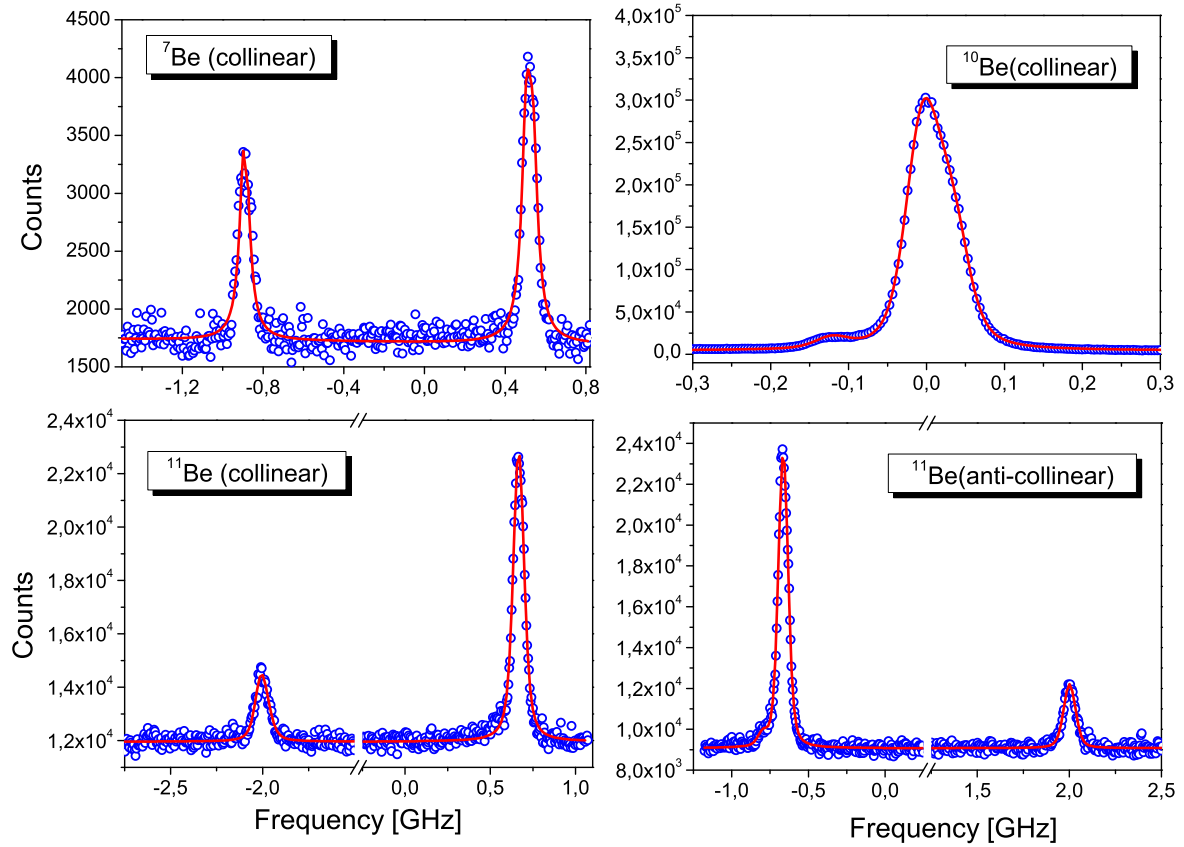 ⁷Be (collinear)
Counts
4500
4000
3500
3000
2500
2000
1500
-1,2 -0,8 -0,4 0,0 0,4 0,8
¹⁰Be(collinear)
4,0x10⁵
3,5x10⁵
3,0x10⁵
2,5x10⁵
2,0x10⁵
1,5x10⁵
1,0x10⁵
5,0x10⁴
0,0
-0,3 -0,2 -0,1 0,0 0,1 0,2 0,3
¹¹Be (collinear)
Counts
2,4x10⁴
2,2x10⁴
2,0x10⁴
1,8x10⁴
1,6x10⁴
1,4x10⁴
1,2x10⁴
-2,5 -2,0 0,0 0,5 1,0
Frequency [GHz]
¹¹Be(anti-collinear)
2,4x10⁴
2,2x10⁴
2,0x10⁴
1,8x10⁴
1,6x10⁴
1,4x10⁴
1,2x10⁴
1,0x10⁴
8,0x10³
-1,0 -0,5 0,0 1,5 2,0 2,5
Frequency [GHz]